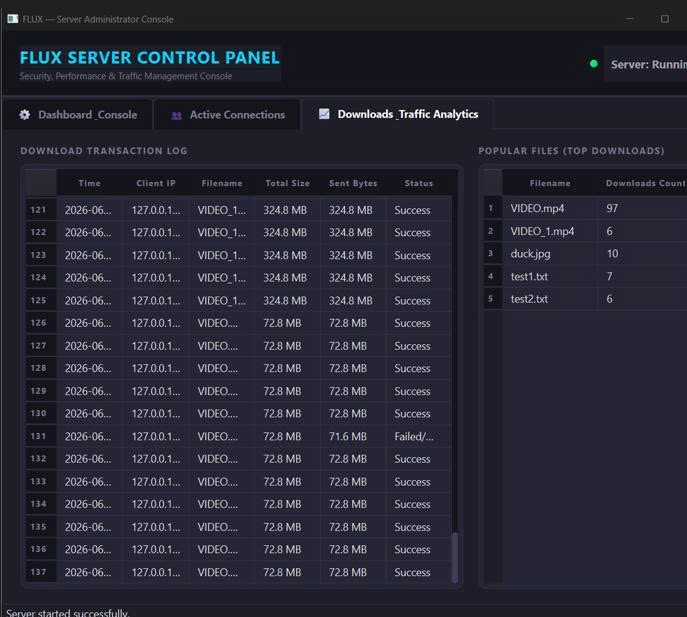 FLUX — Server Administrator Console
FLUX SERVER CONTROL PANEL
Security, Performance & Traffic Management Console
Server: Runnin
Dashboard _Console
Active Connections
Downloads _Traffic Analytics
DOWNLOAD TRANSACTION LOG
Time Client IP Filename Total Size Sent Bytes Status
121 2026-06... 127.0.0.1... VIDEO_1... 324.8 MB 324.8 MB Success
122 2026-06... 127.0.0.1... VIDEO_1... 324.8 MB 324.8 MB Success
123 2026-06... 127.0.0.1... VIDEO_1... 324.8 MB 324.8 MB Success
124 2026-06... 127.0.0.1... VIDEO_1... 324.8 MB 324.8 MB Success
125 2026-06... 127.0.0.1... VIDEO_1... 324.8 MB 324.8 MB Success
126 2026-06... 127.0.0.1... VIDEO.... 72.8 MB 72.8 MB Success
127 2026-06... 127.0.0.1... VIDEO.... 72.8 MB 72.8 MB Success
128 2026-06... 127.0.0.1... VIDEO.... 72.8 MB 72.8 MB Success
129 2026-06... 127.0.0.1... VIDEO.... 72.8 MB 72.8 MB Success
130 2026-06... 127.0.0.1... VIDEO.... 72.8 MB 72.8 MB Success
131 2026-06... 127.0.0.1... VIDEO.... 72.8 MB 71.6 MB Failed/...
132 2026-06... 127.0.0.1... VIDEO.... 72.8 MB 72.8 MB Success
133 2026-06... 127.0.0.1... VIDEO.... 72.8 MB 72.8 MB Success
134 2026-06... 127.0.0.1... VIDEO.... 72.8 MB 72.8 MB Success
135 2026-06... 127.0.0.1... VIDEO.... 72.8 MB 72.8 MB Success
136 2026-06... 127.0.0.1... VIDEO.... 72.8 MB 72.8 MB Success
137 2026-06... 127.0.0.1... VIDEO.... 72.8 MB 72.8 MB Success
POPULAR FILES (TOP DOWNLOADS)
Filename Downloads Count
1 VIDEO.mp4 97
2 VIDEO_1.mp4 6
3 duck.jpg 10
4 test1.txt 7
5 test2.txt 6
Server started successfully.